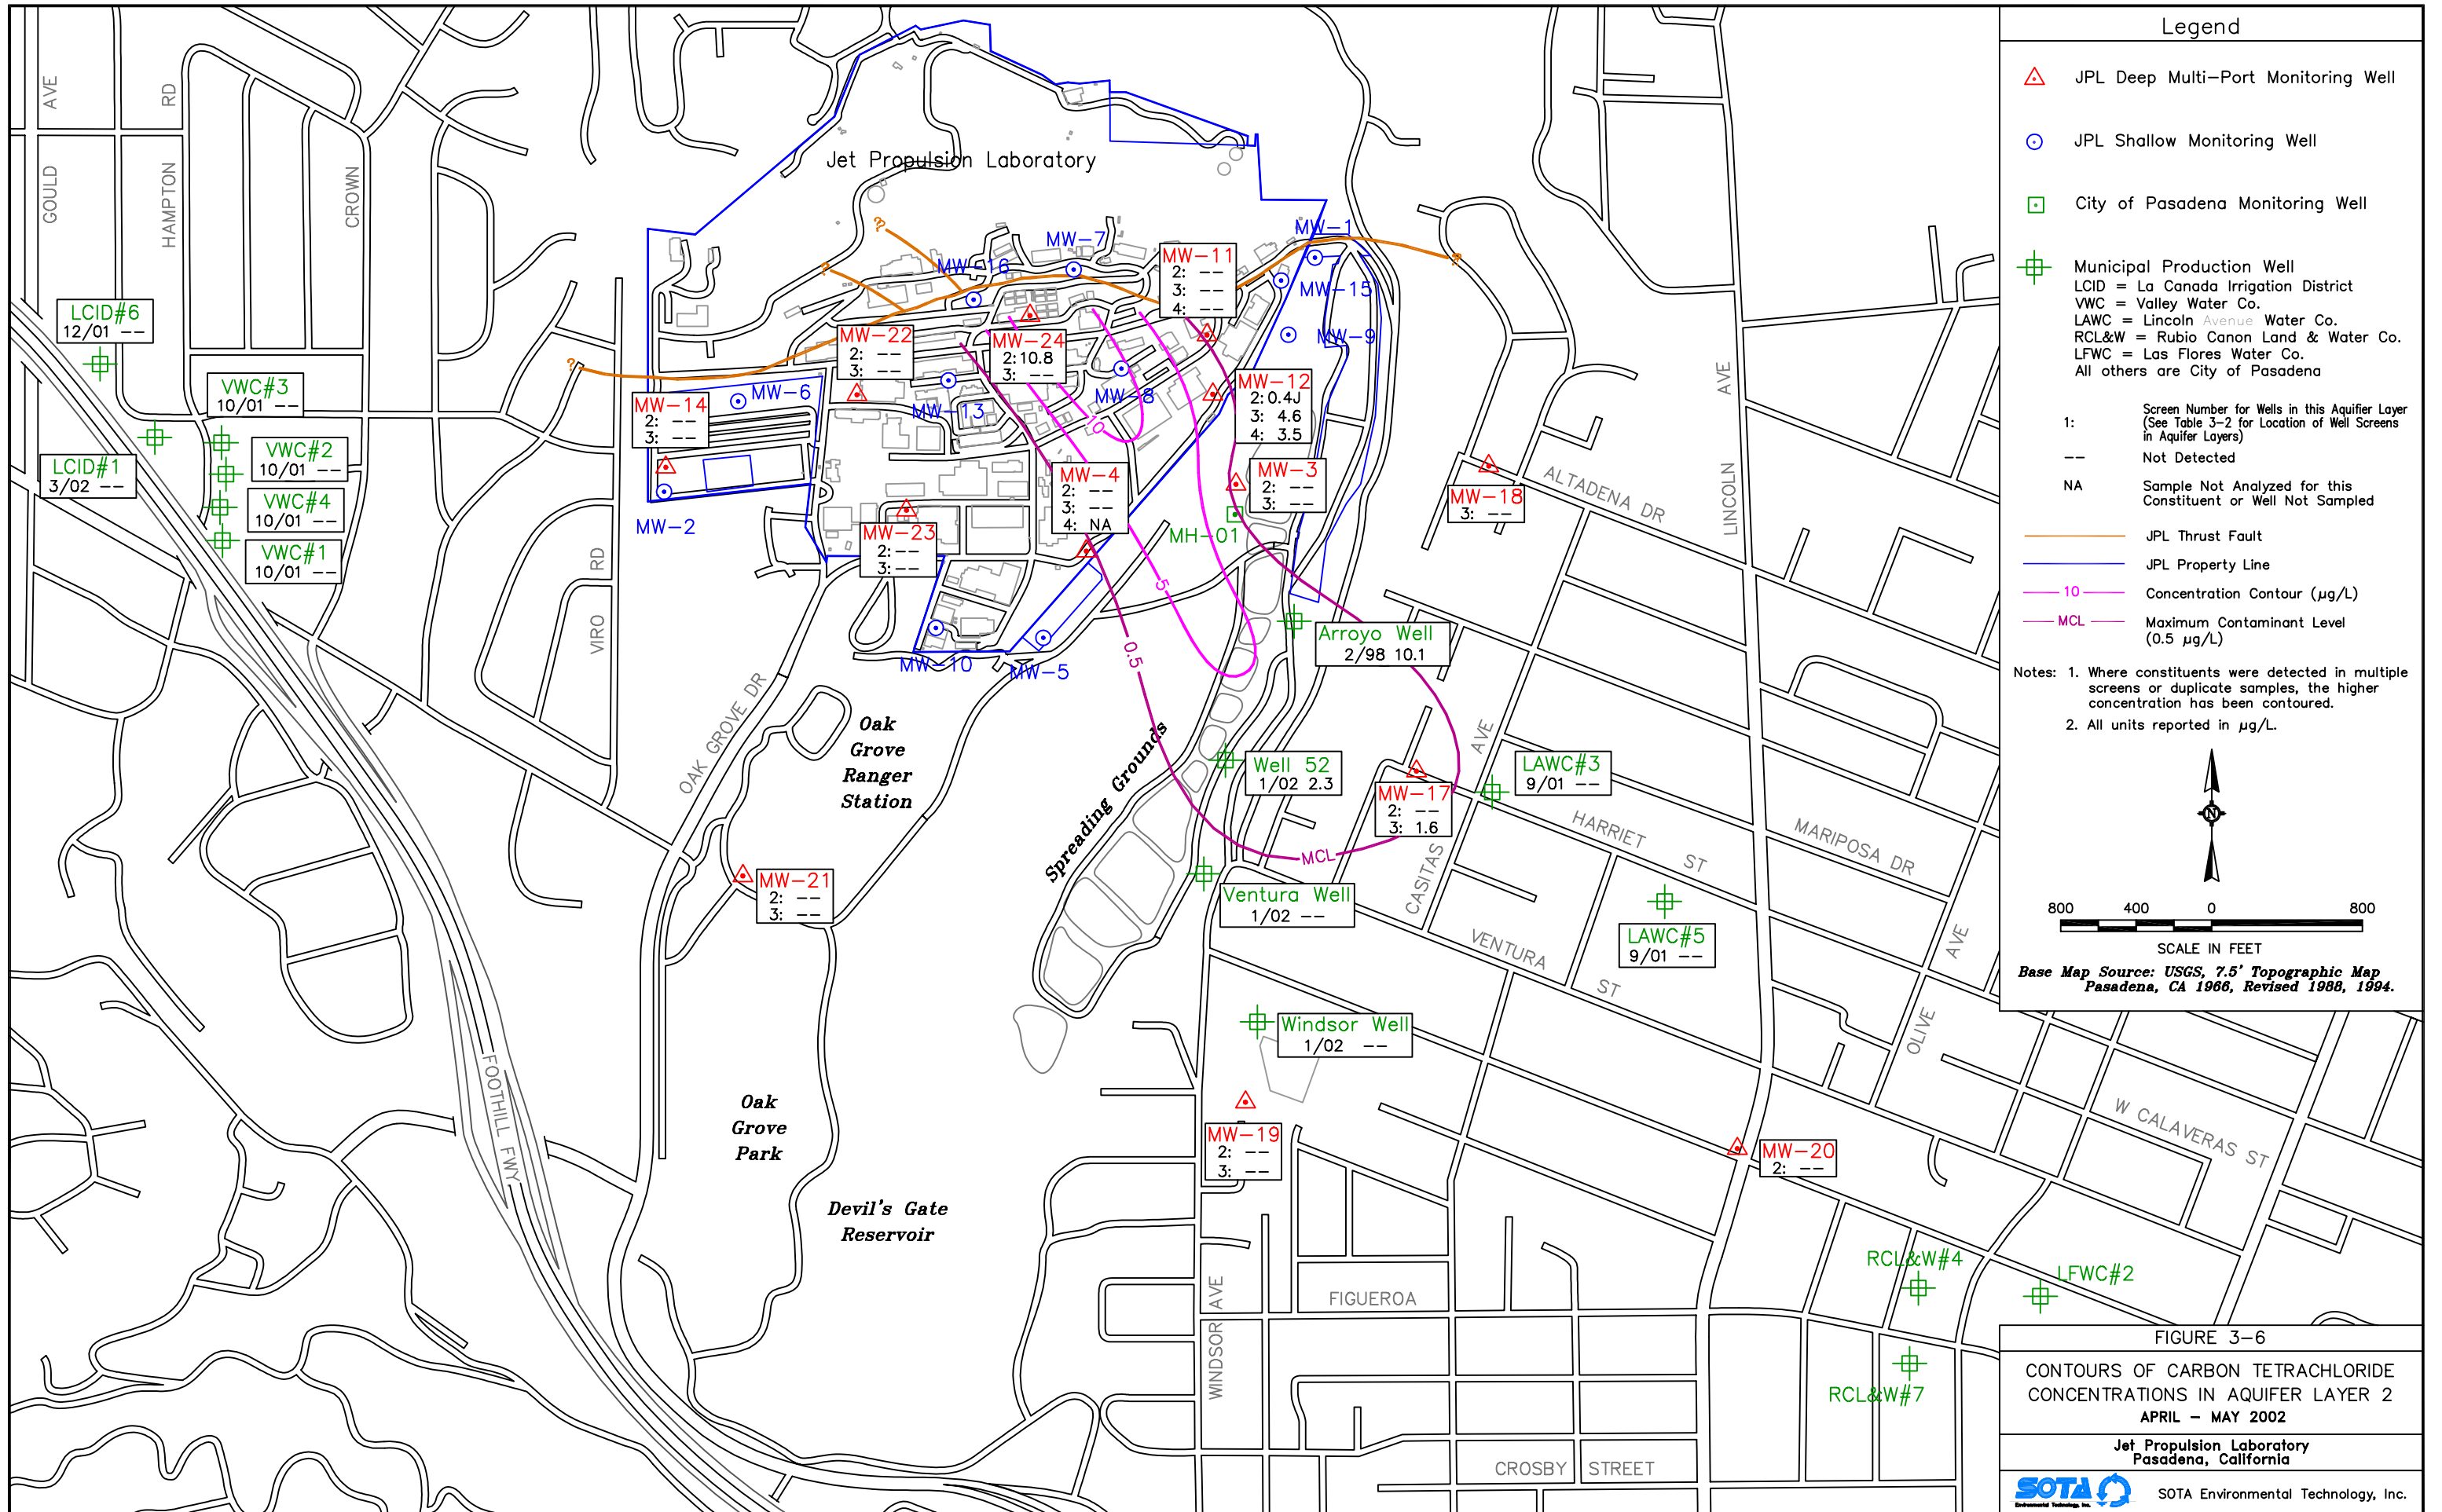 Legend
JPL Deep Multi-Port Monitoring Well
JPL Shallow Monitoring Well
City of Pasadena Monitoring Well
Municipal Production Well
LCID = La Canada Irrigation District
VWC = Valley Water Co.
LAWC = Lincoln Avenue Water Co.
RCL&W = Rubio Canon Land & Water Co.
LFWC = Las Flores Water Co.
All others are City of Pasadena
1: Screen Number for Wells in this Aquifier Layer
(See Table 3-2 for Location of Well Screens
in Aquifer Layers)
-- Not Detected
NA Sample Not Analyzed for this
Constituent or Well Not Sampled
JPL Thrust Fault
JPL Property Line
10 Concentration Contour (µg/L)
MCL Maximum Contaminant Level
(0.5 µg/L)
Notes: 1. Where constituents were detected in multiple
screens or duplicate samples, the higher
concentration has been contoured.
2. All units reported in µg/L.
N
800 400 0 800
SCALE IN FEET
Base Map Source: USGS, 7.5' Topographic Map
Pasadena, CA 1966, Revised 1988, 1994.
FIGURE 3-6
CONTOURS OF CARBON TETRACHLORIDE
CONCENTRATIONS IN AQUIFER LAYER 2
APRIL - MAY 2002
Jet Propulsion Laboratory
Pasadena, California
SOTA
Environmental Technology, Inc.
SOTA Environmental Technology, Inc.
GOULD AVE
HAMPTON RD
CROWN
Jet Propulsion Laboratory
??
?
?
?
LCID#6
12/01 --
VWC#3
10/01 --
LCID#1
3/02 --
VWC#2
10/01 --
VWC#4
10/01 --
VWC#1
10/01 --
MW-7
MW-16
MW-1
MW-11
2: --
3: --
4: --
MW-15
MW-9
MW-22
2: --
3: --
MW-24
2: 10.8
3: --
MW-14
2: --
3: --
MW-6
MW-13
MW-8
10
MW-12
2: 0.4J
3: 4.6
4: 3.5
MW-4
2: --
3: --
4: NA
MW-3
2: --
3: --
MW-18
3: --
MW-2
MW-23
2: --
3: --
MH-01
5
0.5
MW-10
MW-5
Arroyo Well
2/98 10.1
Well 52
1/02 2.3
MW-17
2: --
3: 1.6
MCL
LAWC#3
9/01 --
Ventura Well
1/02 --
MW-21
2: --
3: --
LAWC#5
9/01 --
Windsor Well
1/02 --
MW-19
2: --
3: --
MW-20
2: --
RCL&W#4
LFWC#2
RCL&W#7
VIRO RD
OAK GROVE DR
Oak
Grove
Ranger
Station
Spreading Grounds
Oak
Grove
Park
Devil's Gate
Reservoir
FOOTHILL FWY
ALTADENA DR
LINCOLN AVE
CASITAS AVE
HARRIET ST
MARIPOSA DR
VENTURA ST
OLIVE AVE
W CALAVERAS ST
WINDSOR AVE
FIGUEROA
CROSBY STREET